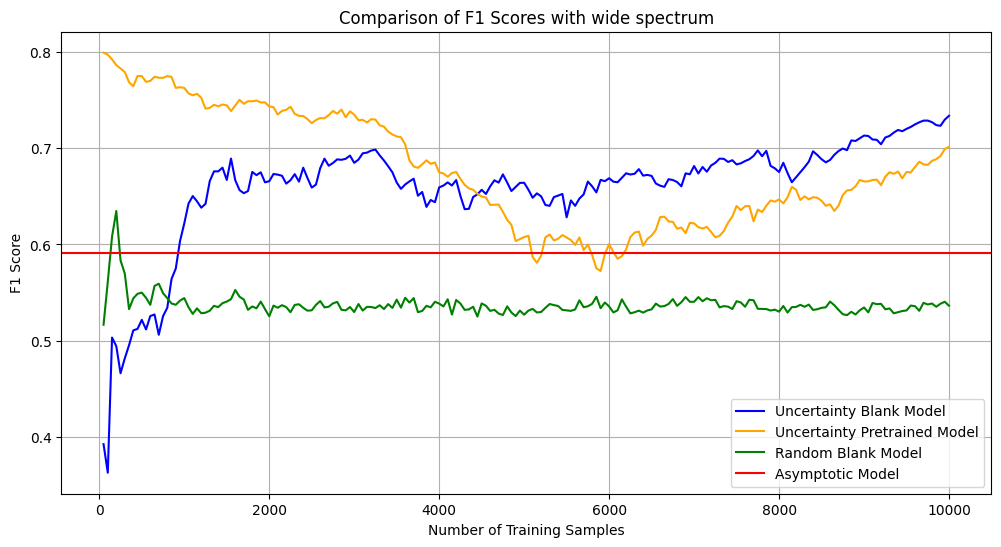 Comparison of F1 Scores with wide spectrum
F1 Score
0.8
0.7
0.6
0.5
0.4
0
2000
4000
6000
8000
10000
Number of Training Samples
Uncertainty Blank Model
Uncertainty Pretrained Model
Random Blank Model
Asymptotic Model